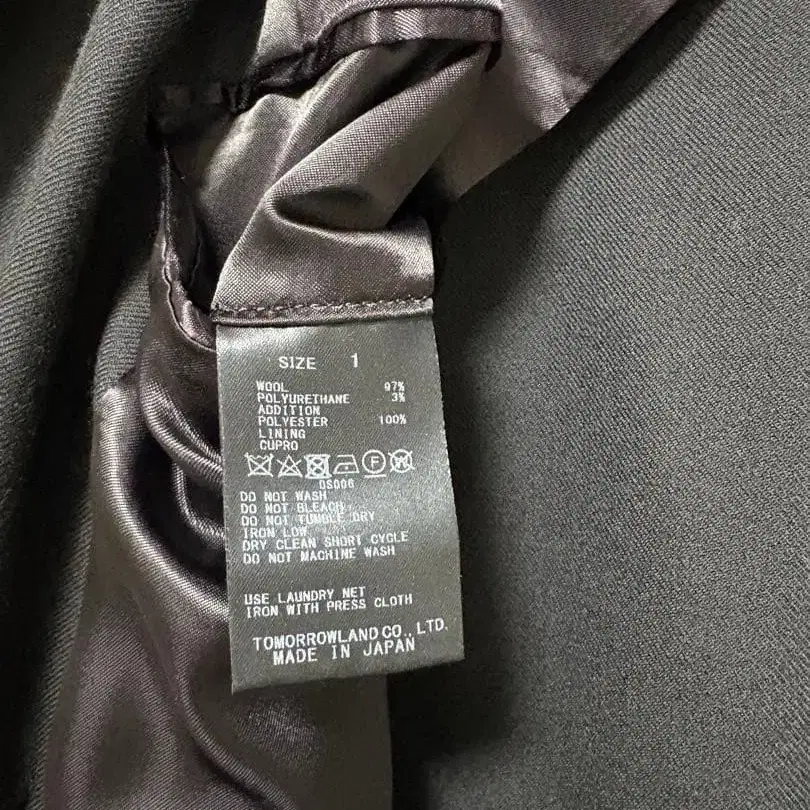 SIZE 1
WOOL 97%
POLYURETHANE 3%
ADDITION
POLYESTER 100%
LINING
CUPRO
DS006
DO NOT WASH
DO NOT BLEACH
DO NOT TUMBLE DRY
IRON LOW
DRY CLEAN SHORT CYCLE
DO NOT MACHINE WASH
USE LAUNDRY NET
IRON WITH PRESS CLOTH
TOMORROWLAND CO., LTD.
MADE IN JAPAN